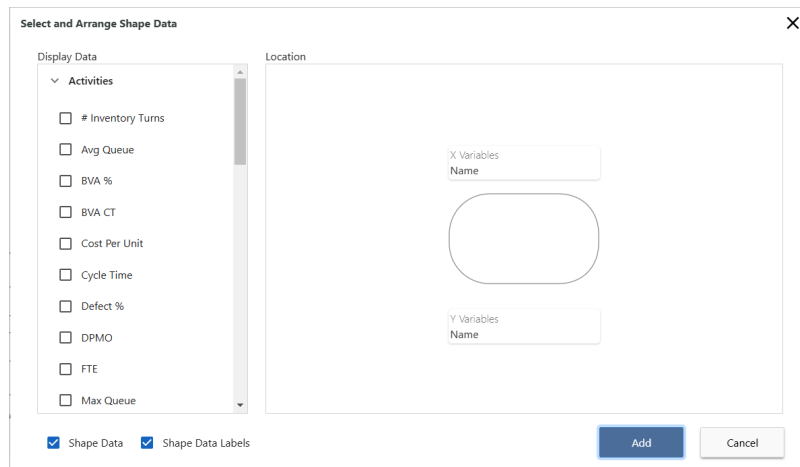 Select and Arrange Shape Data
Display Data
Location
Activities
# Inventory Turns
Avg Queue
BVA %
BVA CT
Cost Per Unit
Cycle Time
Defect %
DPMO
FTE
Max Queue
X Variables
Name
Y Variables
Name
Shape Data
Shape Data Labels
Add
Cancel